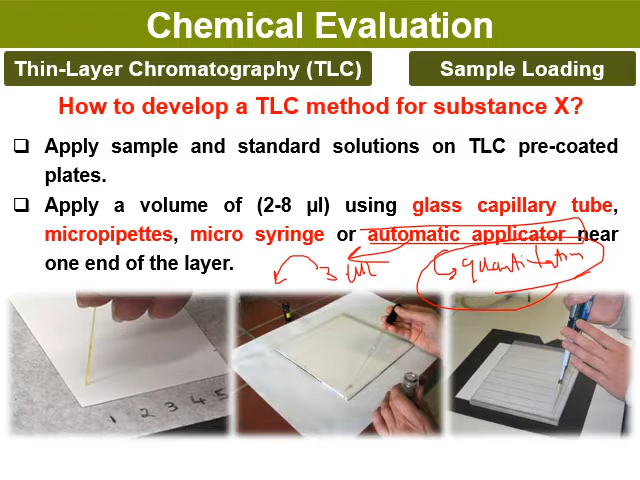 Chemical Evaluation
Thin-Layer Chromatography (TLC)
Sample Loading
How to develop a TLC method for substance X?
❑ Apply sample and standard solutions on TLC pre-coated
plates.
❑ Apply a volume of (2-8 µl) using glass capillary tube,
micropipettes, micro syringe or automatic applicator near
one end of the layer.
quantitation
3
1 2 3 4 5